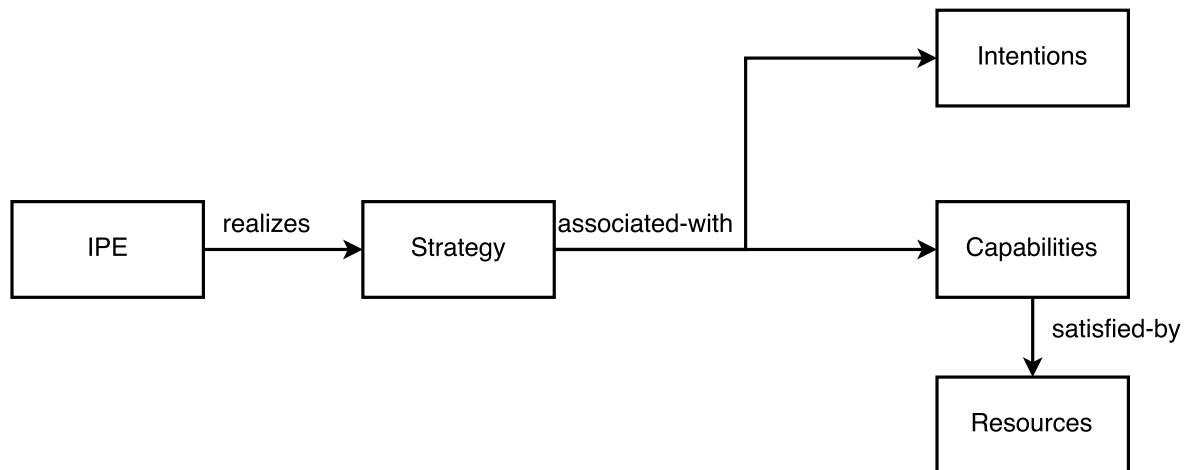 Intentions
IPE
realizes
Strategy
associated-with
Capabilities
satisfied-by
Resources